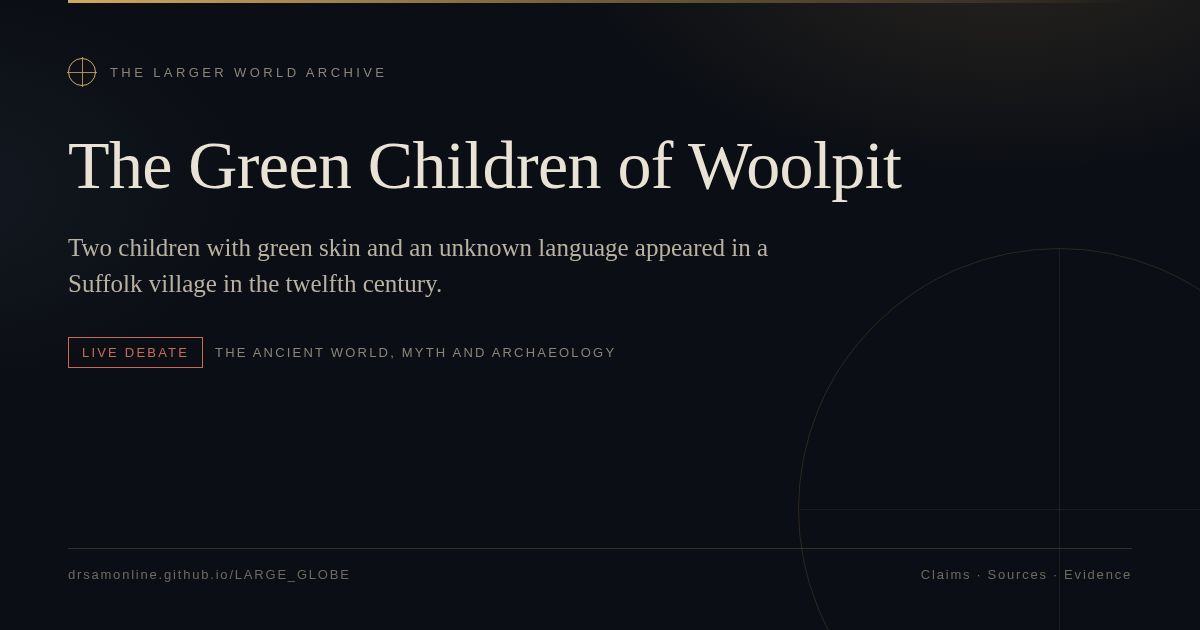 THE LARGER WORLD ARCHIVE
The Green Children of Woolpit
Two children with green skin and an unknown language appeared in a
Suffolk village in the twelfth century.
LIVE DEBATE THE ANCIENT WORLD, MYTH AND ARCHAEOLOGY
drsamonline.github.io/LARGE_GLOBE Claims · Sources · Evidence